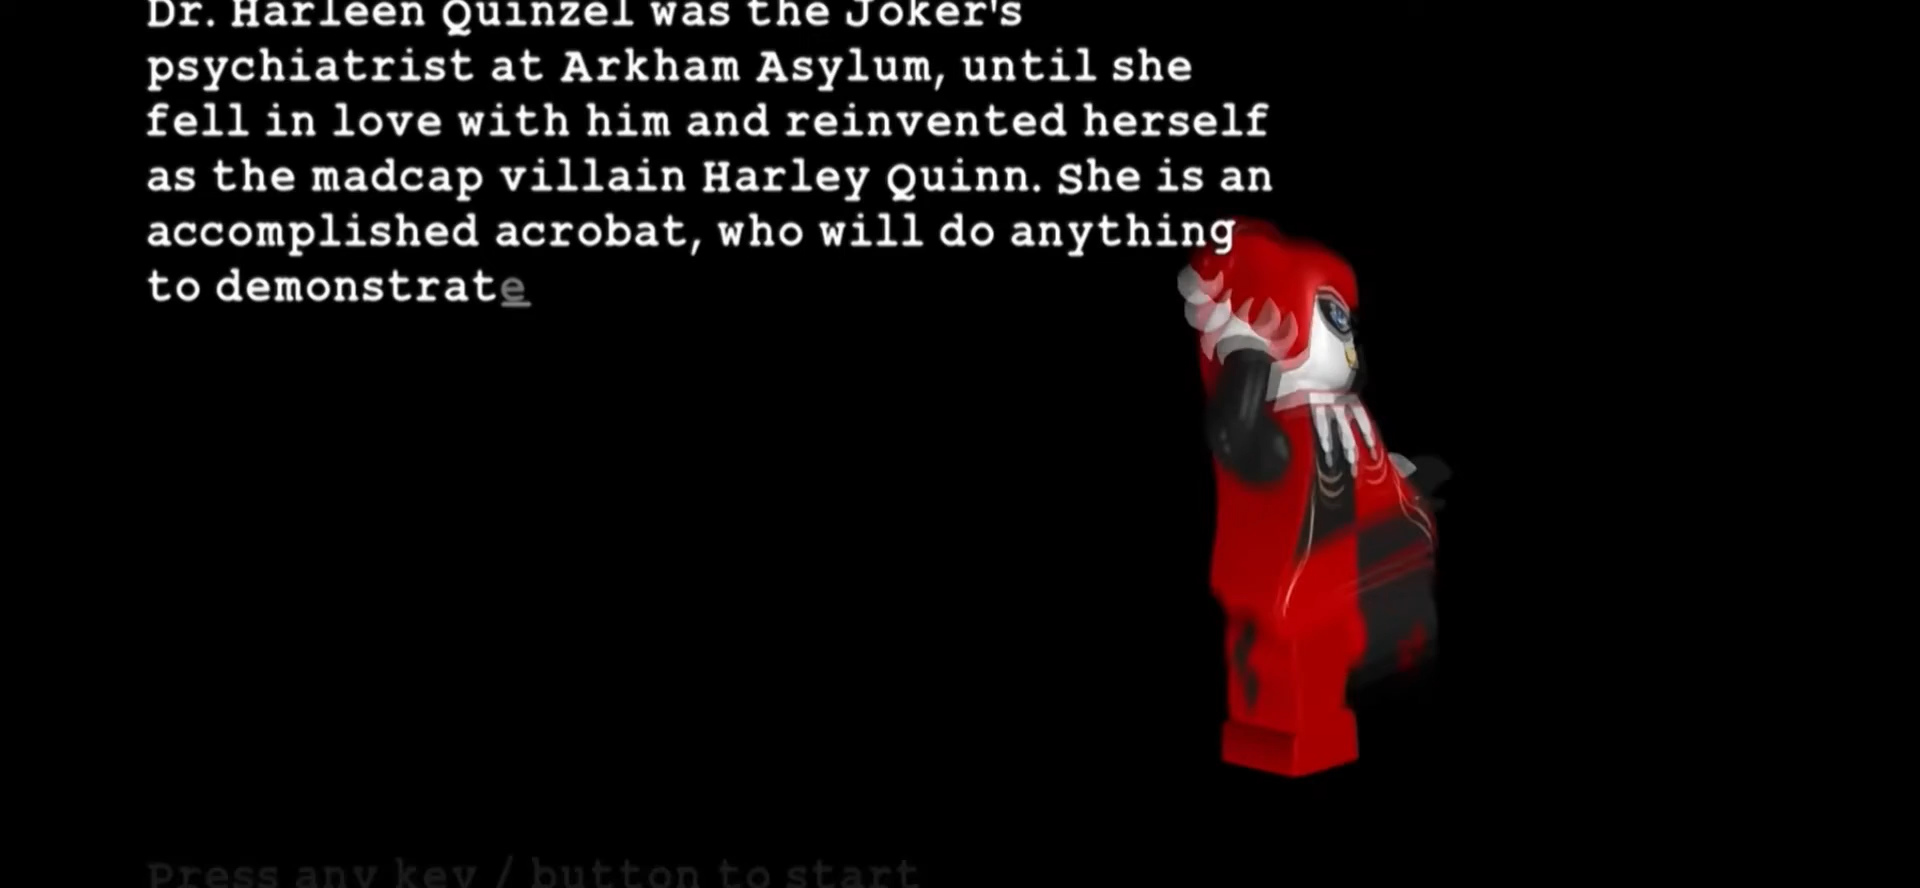 Dr. Harleen Quinzel was the Joker's
psychiatrist at Arkham Asylum, until she
fell in love with him and reinvented herself
as the madcap villain Harley Quinn. She is an
accomplished acrobat, who will do anything
to demonstrate
Press any key / button to start